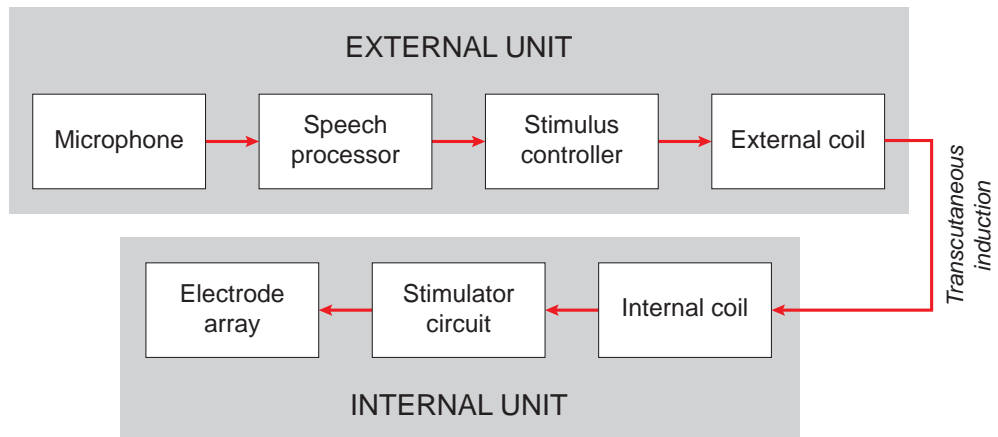 EXTERNAL UNIT
Microphone
Speech
processor
Stimulus
controller
External coil
Transcutaneous
induction
Electrode
array
Stimulator
circuit
Internal coil
INTERNAL UNIT